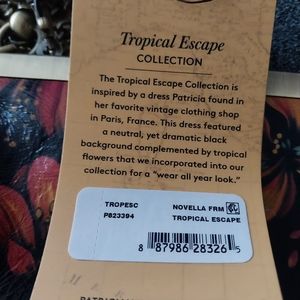 Tropical Escape
COLLECTION
The Tropical Escape Collection is
inspired by a dress Patricia found in
her favorite vintage clothing shop
in Paris, France. This dress featured
a neutral, yet dramatic black
background complemented by tropical
flowers that we incorporated into our
collection for a "wear all year look."
TROPESC NOVELLA FRM
P823394 TROPICAL ESCAPE
8 87986 28326 5